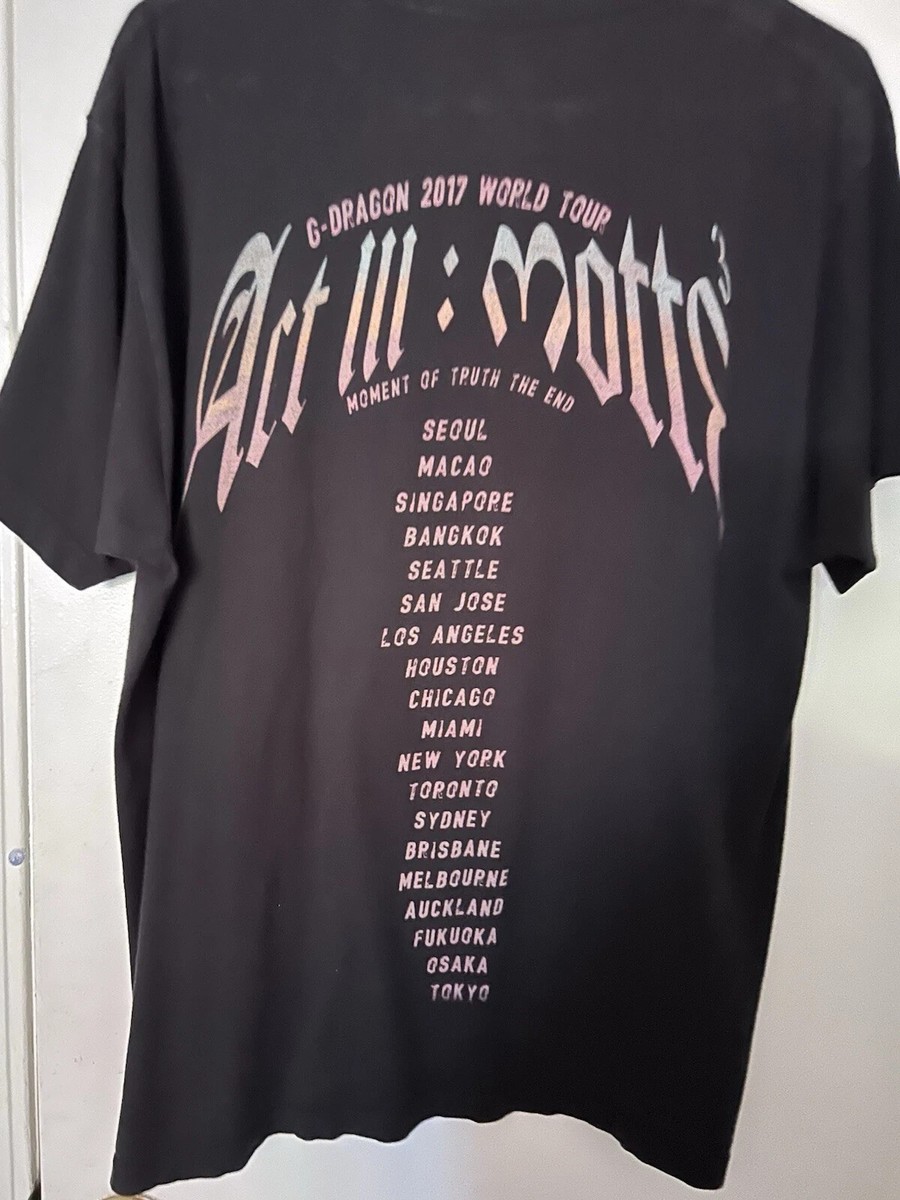 G-DRAGON 2017 WORLD TOUR
Act III : Motte³
MOMENT OF TRUTH THE END
SEOUL
MACAO
SINGAPORE
BANGKOK
SEATTLE
SAN JOSE
LOS ANGELES
HOUSTON
CHICAGO
MIAMI
NEW YORK
TORONTO
SYDNEY
BRISBANE
MELBOURNE
AUCKLAND
FUKUOKA
OSAKA
TOKYO